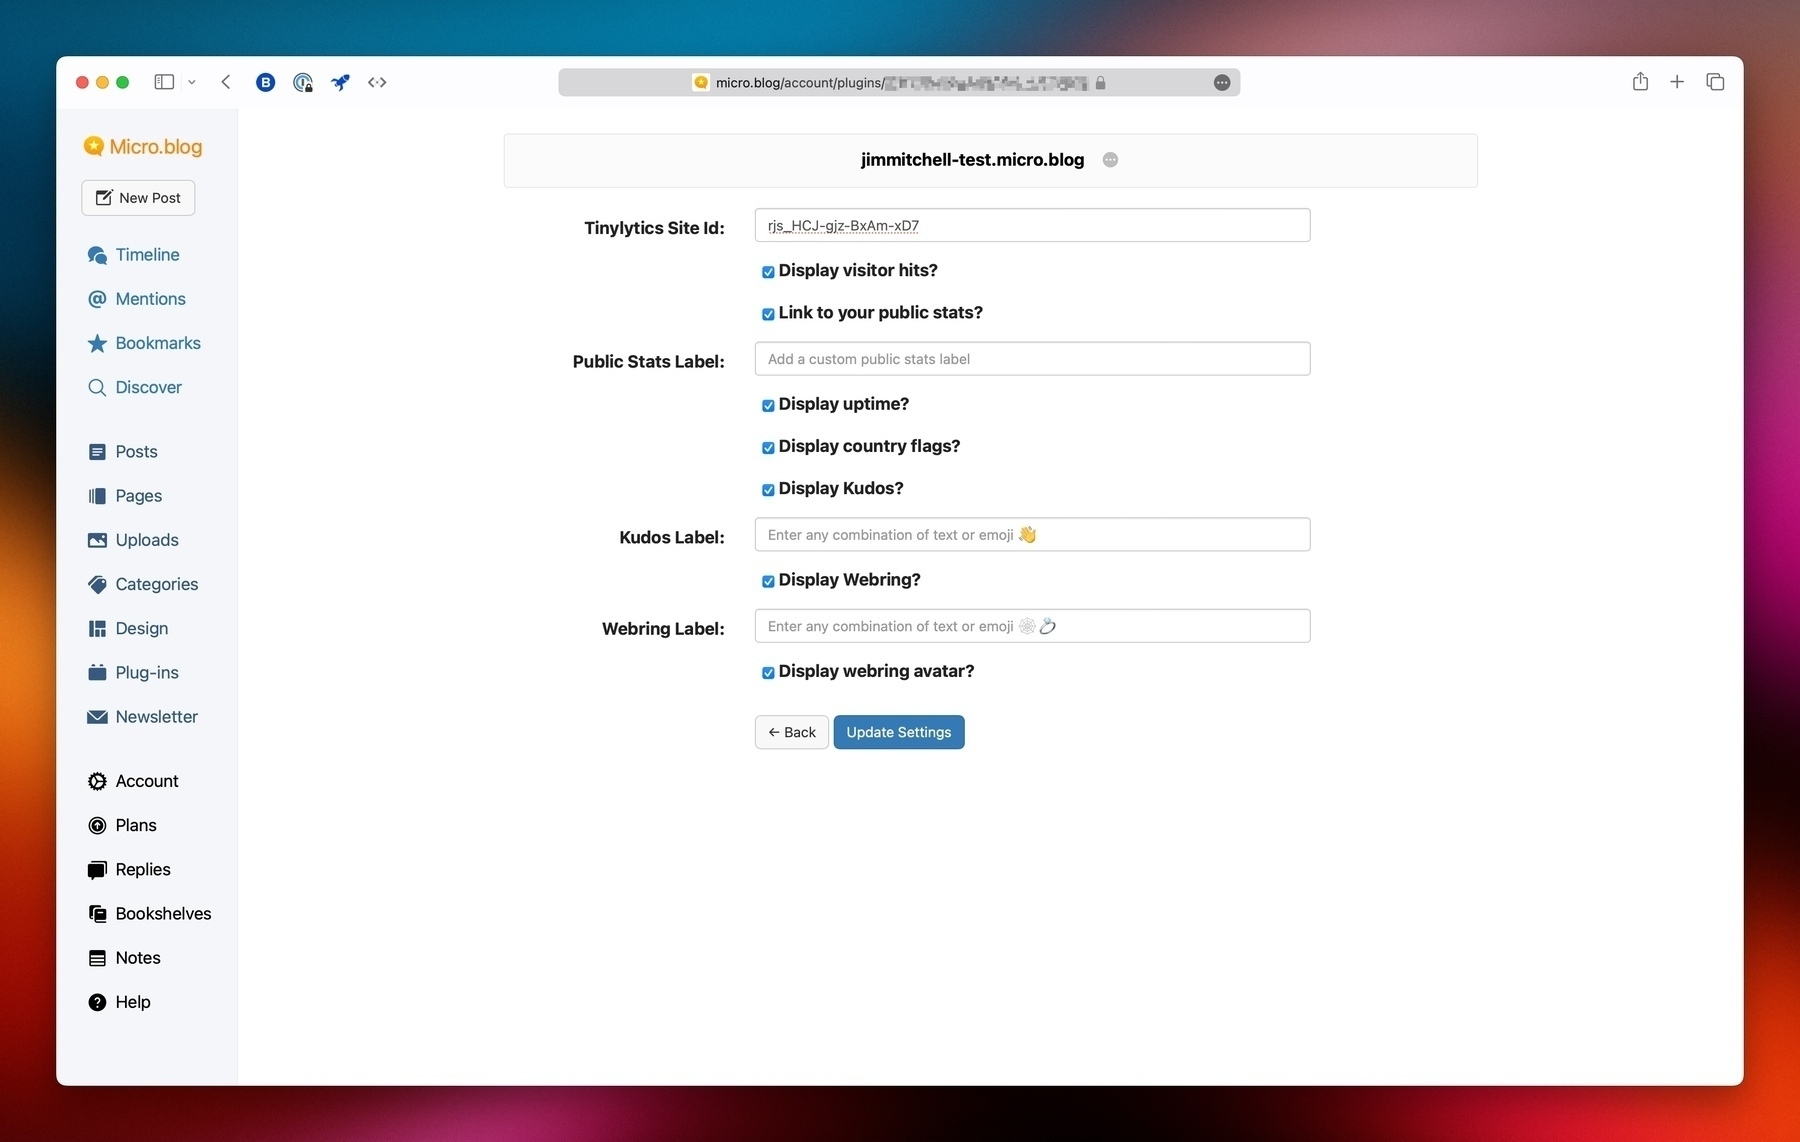 micro.blog/account/plugins/
Micro.blog
New Post
Timeline
Mentions
Bookmarks
Discover
Posts
Pages
Uploads
Categories
Design
Plug-ins
Newsletter
Account
Plans
Replies
Bookshelves
Notes
Help
jimmitchell-test.micro.blog
Tinylytics Site Id: rjs_HCJ-gjz-BxAm-xD7
Display visitor hits?
Link to your public stats?
Public Stats Label: Add a custom public stats label
Display uptime?
Display country flags?
Display Kudos?
Kudos Label: Enter any combination of text or emoji 👏
Display Webring?
Webring Label: Enter any combination of text or emoji 🕸️💍
Display webring avatar?
← Back Update Settings